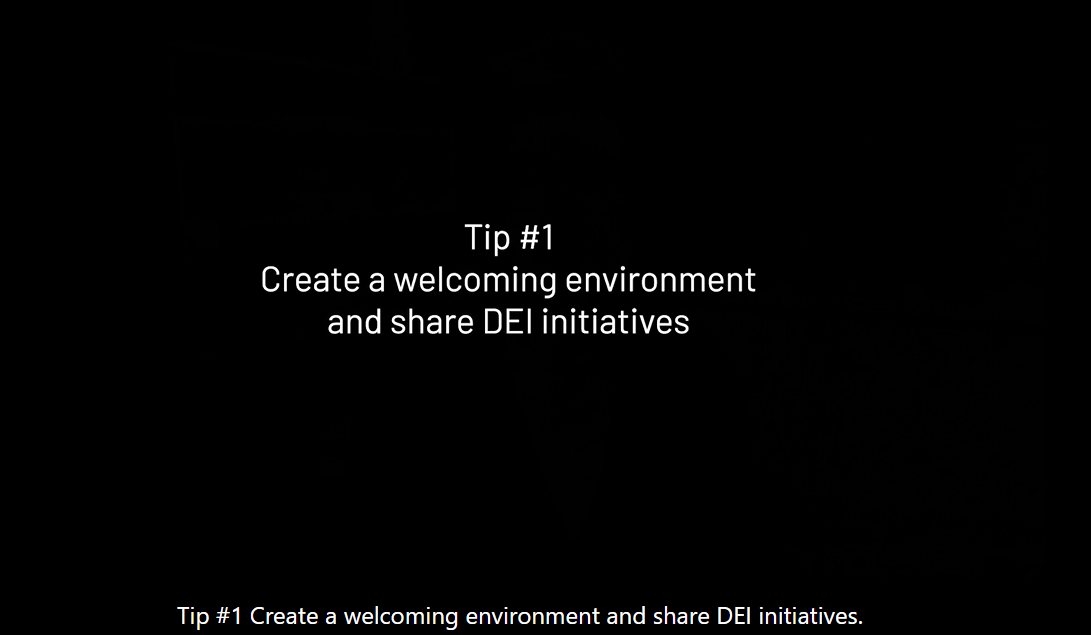 Tip #1
Create a welcoming environment
and share DEI initiatives
Tip #1 Create a welcoming environment and share DEI initiatives.